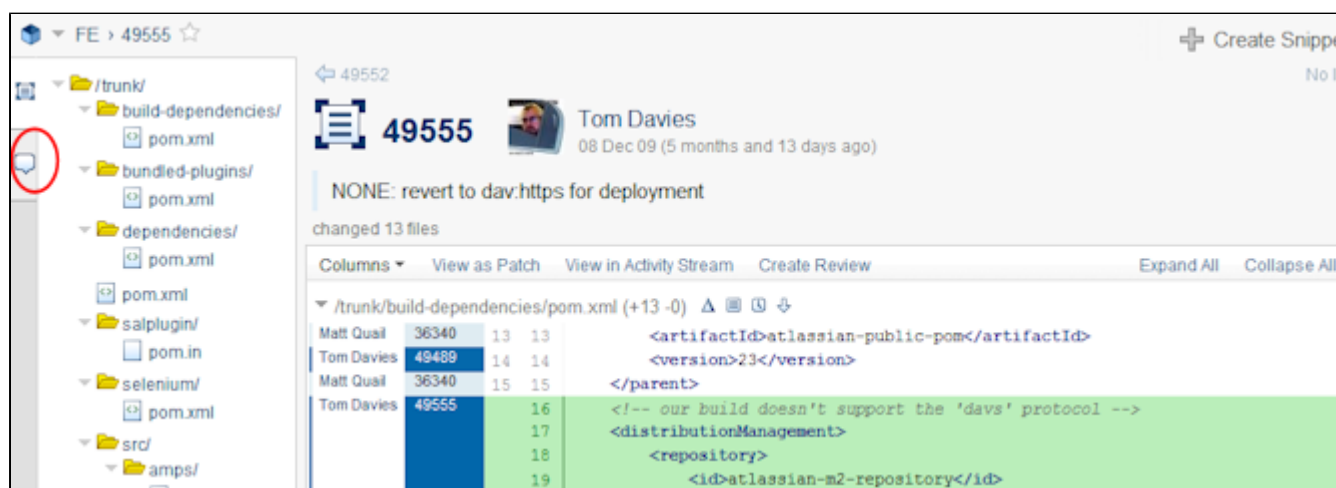 FE › 49555
Create Snippe
/trunk/
build-dependencies/
pom.xml
bundled-plugins/
pom.xml
dependencies/
pom.xml
pom.xml
salplugin/
pom.in
selenium/
pom.xml
src/
amps/
49552
No
49555
Tom Davies
08 Dec 09 (5 months and 13 days ago)
NONE: revert to dav:https for deployment
changed 13 files
Columns View as Patch View in Activity Stream Create Review Expand All Collapse All
/trunk/build-dependencies/pom.xml (+13 -0)
Matt Quail 36340 13 13 <artifactId>atlassian-public-pom</artifactId>
Tom Davies 49489 14 14 <version>23</version>
Matt Quail 36340 15 15 </parent>
Tom Davies 49555 16 <!-- our build doesn't support the 'davs' protocol -->
17 <distributionManagement>
18 <repository>
19 <id>atlassian-m2-repository</id>